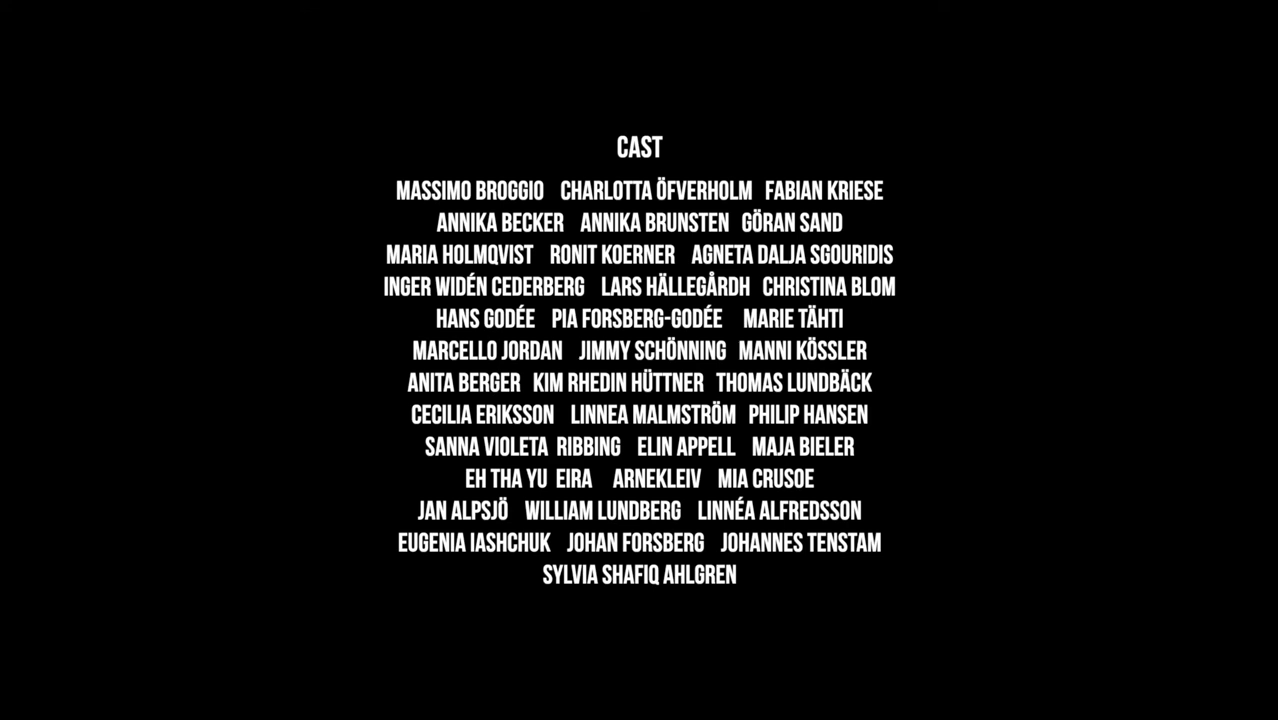 CAST
MASSIMO BROGGIO CHARLOTTA ÖFVERHOLM FABIAN KRIESE
ANNIKA BECKER ANNIKA BRUNSTEN GÖRAN SAND
MARIA HOLMQVIST RONIT KOERNER AGNETA DALJA SGOURIDIS
INGER WIDÉN CEDERBERG LARS HÄLLEGÅRDH CHRISTINA BLOM
HANS GODÉE PIA FORSBERG-GODÉE MARIE TÄHTI
MARCELLO JORDAN JIMMY SCHÖNNING MANNI KÖSSLER
ANITA BERGER KIM RHEDIN HÜTTNER THOMAS LUNDBÄCK
CECILIA ERIKSSON LINNEA MALMSTRÖM PHILIP HANSEN
SANNA VIOLETA RIBBING ELIN APPELL MAJA BIELER
EH THA YU EIRA ARNEKLEIV MIA CRUSOE
JAN ALPSJÖ WILLIAM LUNDBERG LINNÉA ALFREDSSON
EUGENIA IASHCHUK JOHAN FORSBERG JOHANNES TENSTAM
SYLVIA SHAFIQ AHLGREN